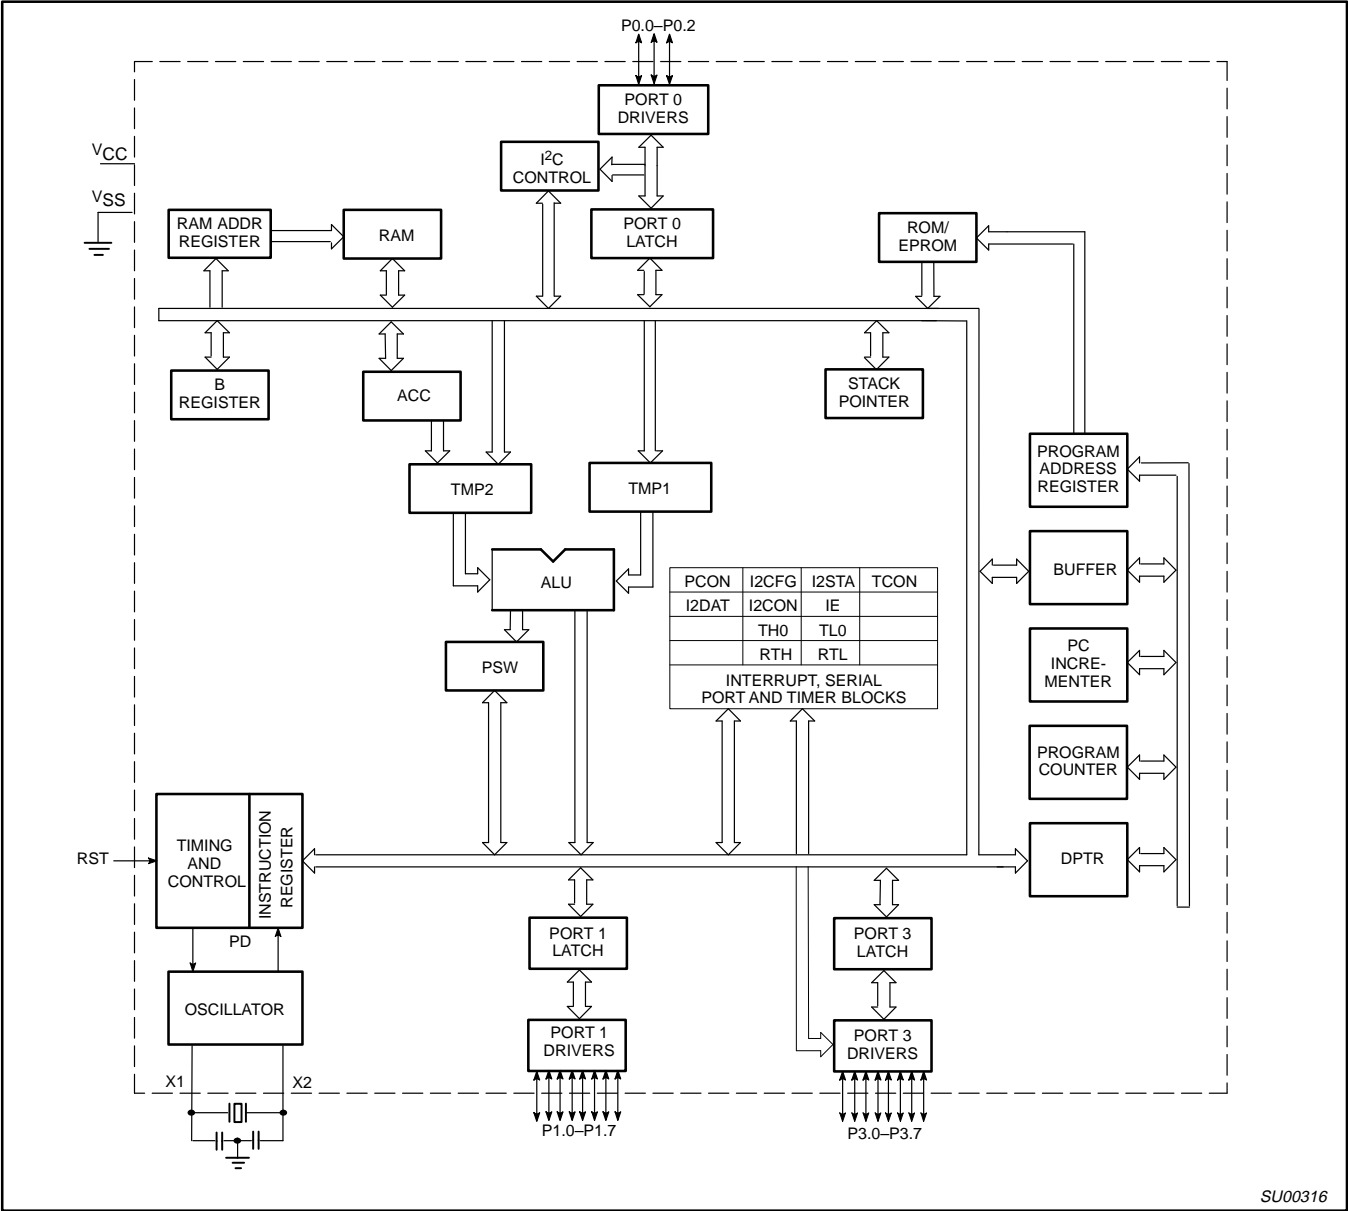 P0.0–P0.2
PORT 0
DRIVERS
VCC
I2C
CONTROL
VSS
RAM ADDR
REGISTER
RAM
PORT 0
LATCH
ROM/
EPROM
B
REGISTER
ACC
STACK
POINTER
PROGRAM
ADDRESS
REGISTER
TMP2
TMP1
ALU
BUFFER
PCON I2CFG I2STA TCON
I2DAT I2CON IE
TH0 TL0
RTH RTL
INTERRUPT, SERIAL
PORT AND TIMER BLOCKS
PSW
PC
INCRE-
MENTER
PROGRAM
COUNTER
RST
TIMING
AND
CONTROL
INSTRUCTION
REGISTER
DPTR
PD
PORT 1
LATCH
PORT 3
LATCH
OSCILLATOR
PORT 1
DRIVERS
PORT 3
DRIVERS
X1
X2
P1.0–P1.7
P3.0–P3.7
SU00316